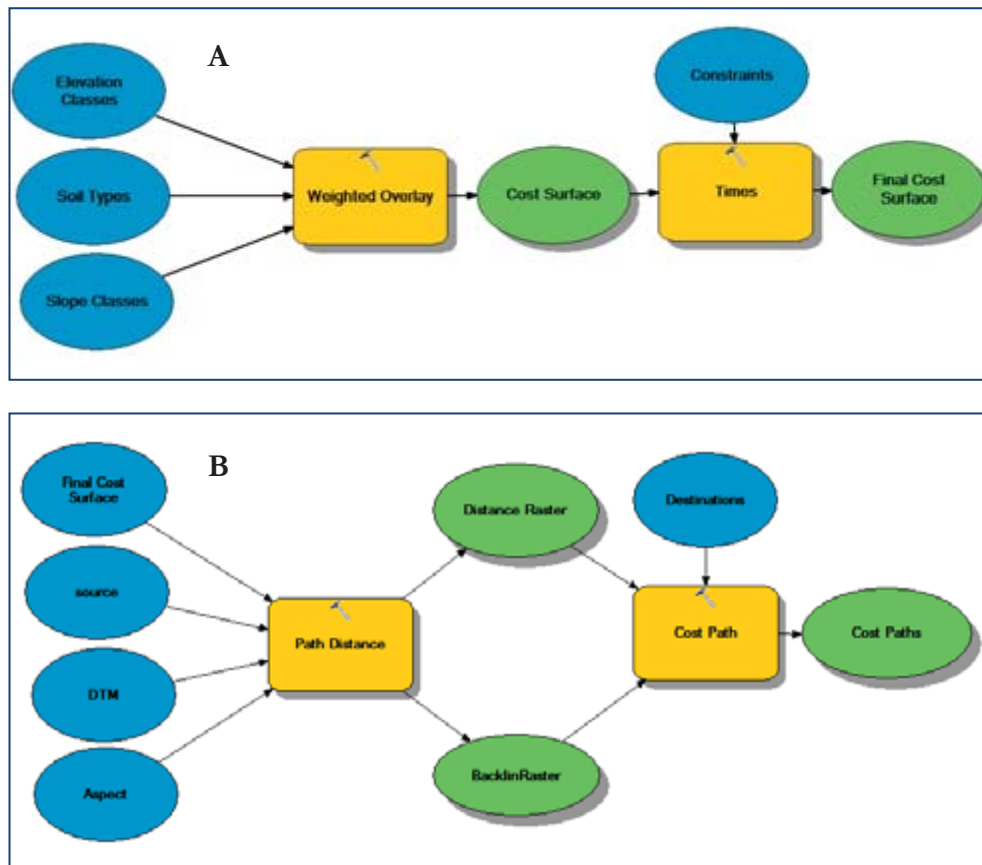 A
Elevation
Classes
Soil Types
Slope Classes
Weighted Overlay
Cost Surface
Constraints
Times
Final Cost
Surface
B
Final Cost
Surface
source
DTM
Aspect
Path Distance
Distance Raster
BacklinRaster
Destinations
Cost Path
Cost Paths